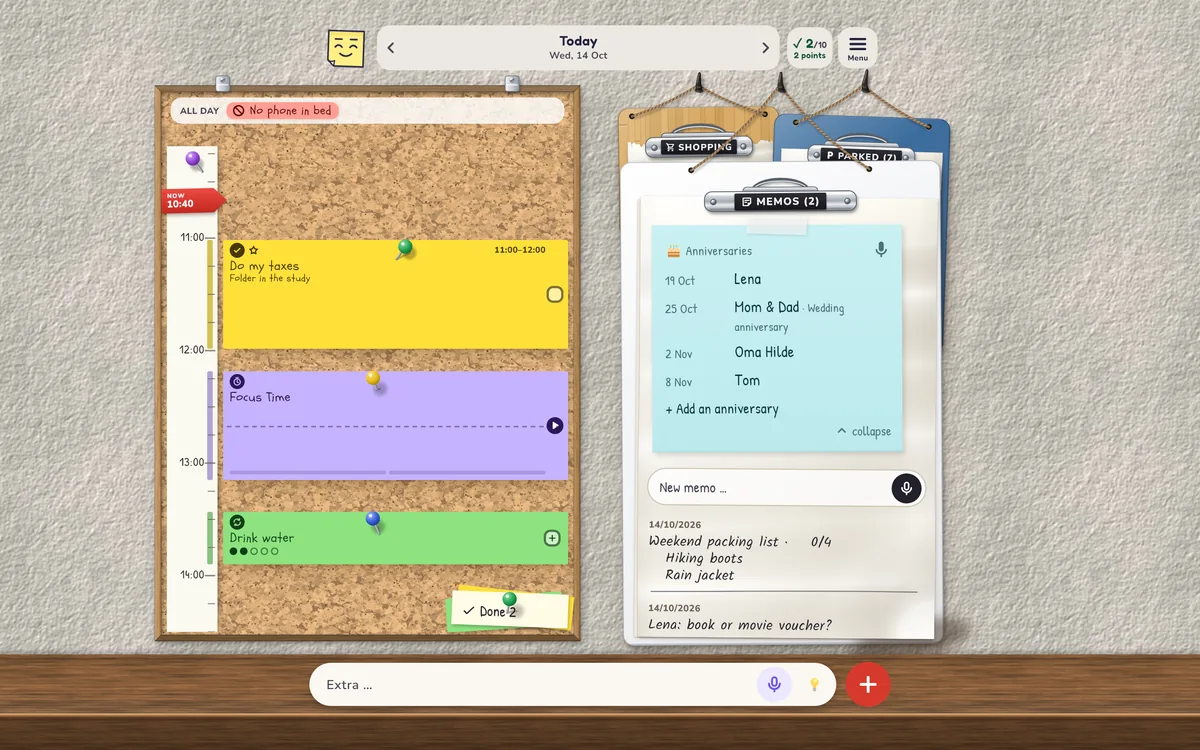 Today
Wed, 14 Oct
✓ 2/10
2 points
Menu
ALL DAY
No phone in bed
NOW
10:40
11:00
12:00
13:00
14:00
11:00–12:00
Do my taxes
Folder in the study
Focus Time
Drink water
✓ Done 2
SHOPPING
P PARKED (7)
MEMOS (2)
Anniversaries
19 Oct Lena
25 Oct Mom & Dad · Wedding
anniversary
2 Nov Oma Hilde
8 Nov Tom
+ Add an anniversary
collapse
New memo ...
14/10/2026
Weekend packing list · 0/4
Hiking boots
Rain jacket
14/10/2026
Lena: book or movie voucher?
Extra ...